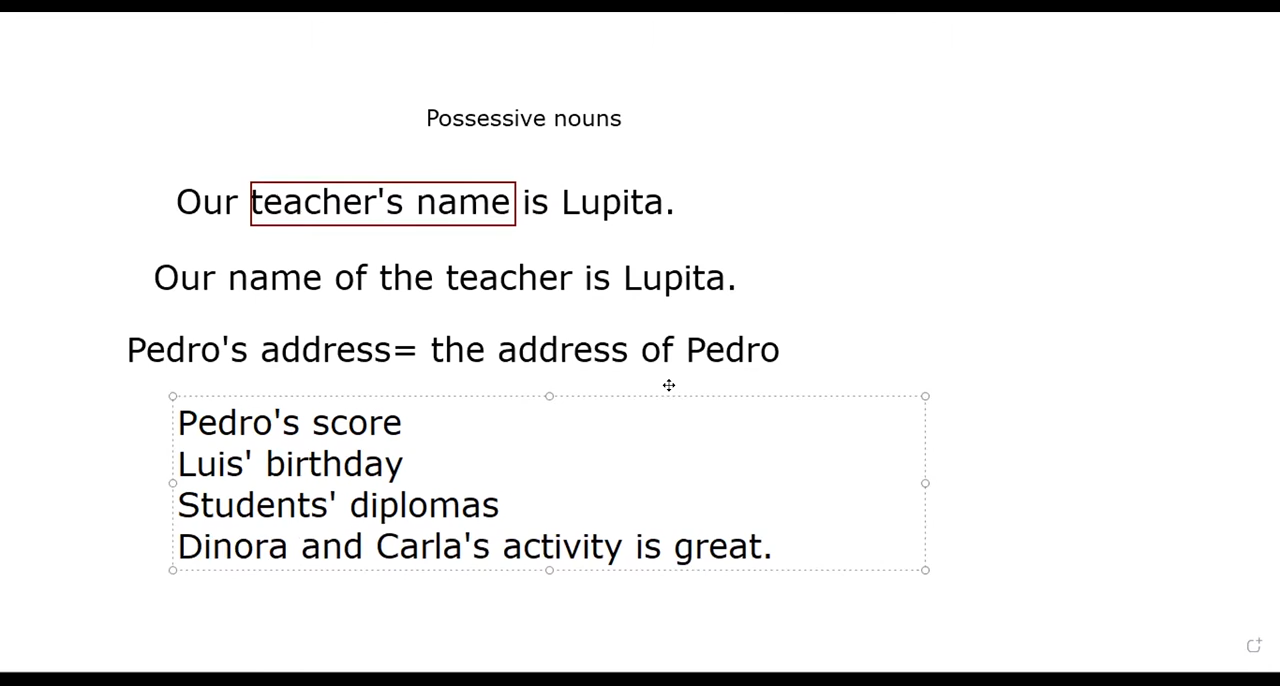 Possessive nouns
Our teacher's name is Lupita.
Our name of the teacher is Lupita.
Pedro's address= the address of Pedro
Pedro's score
Luis' birthday
Students' diplomas
Dinora and Carla's activity is great.